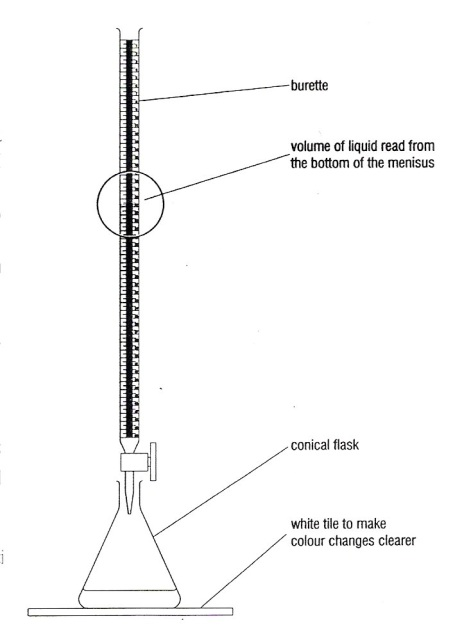 burette
volume of liquid read from
the bottom of the menisus
conical flask
white tile to make
colour changes clearer